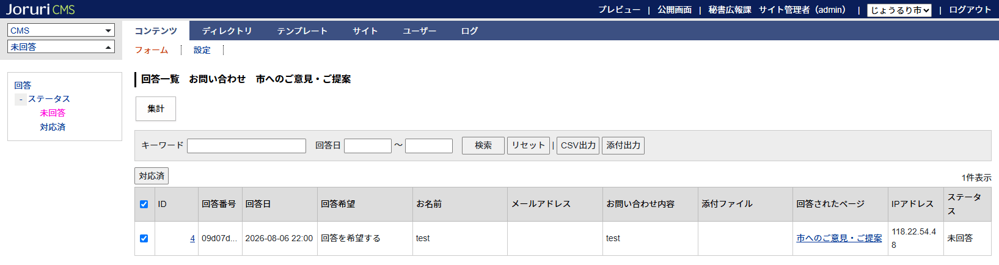 Joruri CMS
プレビュー | 公開画面 | 秘書広報課 サイト管理者（admin） | じょうるり市 | ログアウト
CMS
未回答
コンテンツ ディレクトリ テンプレート サイト ユーザー ログ
フォーム 設定
回答
- ステータス
未回答
対応済
回答一覧 お問い合わせ 市へのご意見・ご提案
集計
キーワード 回答日 ～ 検索 リセット | CSV出力 添付出力
対応済
1件表示
ID 回答番号 回答日 回答希望 お名前 メールアドレス お問い合わせ内容 添付ファイル 回答されたページ IPアドレス ステータ
ス
4 09d07d... 2026-08-06 22:00 回答を希望する test test 市へのご意見・ご提案 118.22.54.4 未回答
8